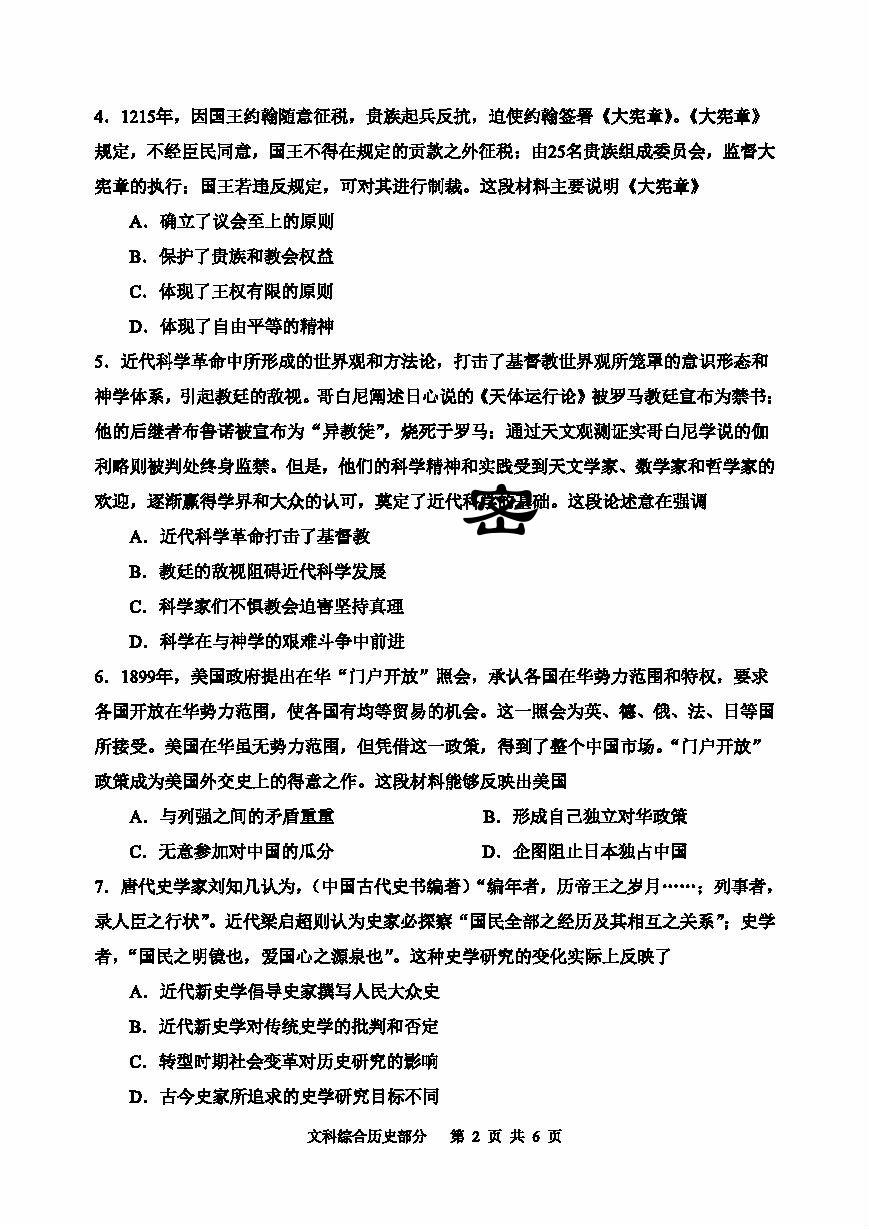 4．1215年，因国王约翰随意征税，贵族起兵反抗，迫使约翰签署《大宪章》。《大宪章》
规定，不经臣民同意，国王不得在规定的贡款之外征税；由25名贵族组成委员会，监督大
宪章的执行；国王若违反规定，可对其进行制裁。这段材料主要说明《大宪章》
A．确立了议会至上的原则
B．保护了贵族和教会权益
C．体现了王权有限的原则
D．体现了自由平等的精神
5．近代科学革命中所形成的世界观和方法论，打击了基督教世界观所笼罩的意识形态和
神学体系，引起教廷的敌视。哥白尼阐述日心说的《天体运行论》被罗马教廷宣布为禁书；
他的后继者布鲁诺被宣布为“异教徒”，烧死于罗马；通过天文观测证实哥白尼学说的伽
利略则被判处终身监禁。但是，他们的科学精神和实践受到天文学家、数学家和哲学家的
欢迎，逐渐赢得学界和大众的认可，奠定了近代科学的基础。这段论述意在强调
密
A．近代科学革命打击了基督教
B．教廷的敌视阻碍近代科学发展
C．科学家们不惧教会迫害坚持真理
D．科学在与神学的艰难斗争中前进
6．1899年，美国政府提出在华“门户开放”照会，承认各国在华势力范围和特权，要求
各国开放在华势力范围，使各国有均等贸易的机会。这一照会为英、德、俄、法、日等国
所接受。美国在华虽无势力范围，但凭借这一政策，得到了整个中国市场。“门户开放”
政策成为美国外交史上的得意之作。这段材料能够反映出美国
A．与列强之间的矛盾重重 B．形成自己独立对华政策
C．无意参加对中国的瓜分 D．企图阻止日本独占中国
7．唐代史学家刘知几认为，（中国古代史书编著）“编年者，历帝王之岁月……；列事者，
录人臣之行状”。近代梁启超则认为史家必探察“国民全部之经历及其相互之关系”；史学
者，“国民之明镜也，爱国心之源泉也”。这种史学研究的变化实际上反映了
A．近代新史学倡导史家撰写人民大众史
B．近代新史学对传统史学的批判和否定
C．转型时期社会变革对历史研究的影响
D．古今史家所追求的史学研究目标不同
文科综合历史部分 第 2 页 共 6 页